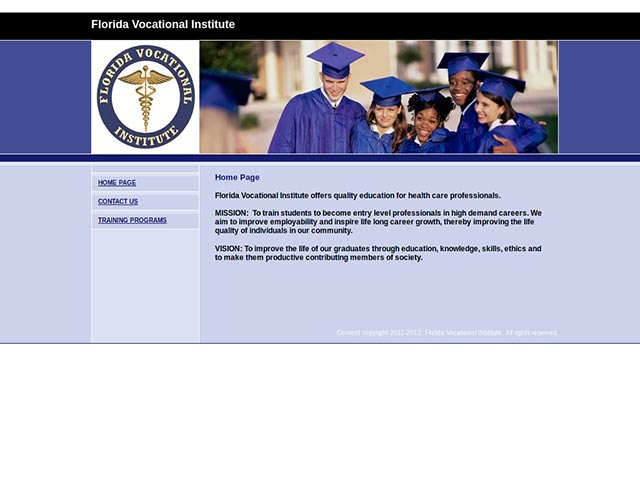 Florida Vocational Institute
FLORIDA VOCATIONAL
INSTITUTE
HOME PAGE
CONTACT US
TRAINING PROGRAMS
Home Page
Florida Vocational Institute offers quality education for health care professionals.
MISSION: To train students to become entry level professionals in high demand careers. We
aim to improve employability and inspire life long career growth, thereby improving the life
quality of individuals in our community.
VISION: To improve the life of our graduates through education, knowledge, skills, ethics and
to make them productive contributing members of society.
Content copyright 2011-2012. Florida Vocational INstitute. All rights reserved.